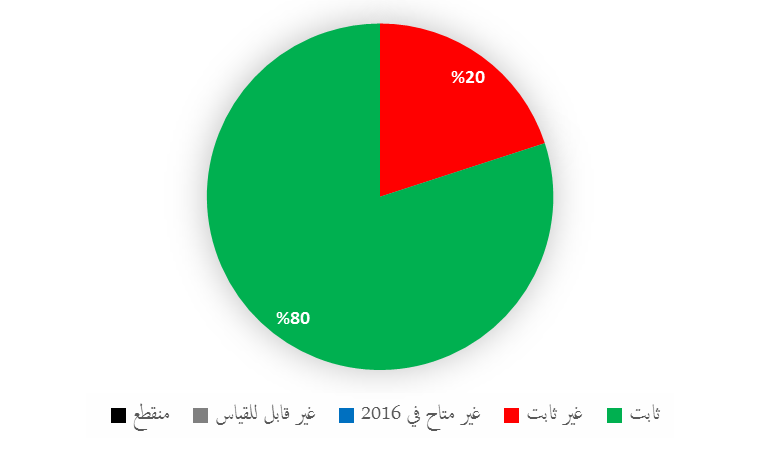 %20
%80
ثابت
غير ثابت
غير متاح في 2016
غير قابل للقياس
منقطع